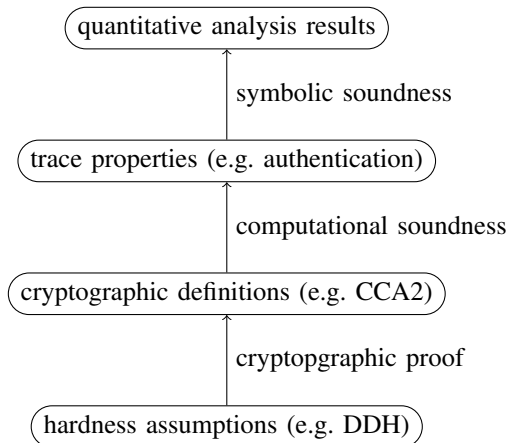 quantitative analysis results
symbolic soundness
trace properties (e.g. authentication)
computational soundness
cryptographic definitions (e.g. CCA2)
cryptopgraphic proof
hardness assumptions (e.g. DDH)